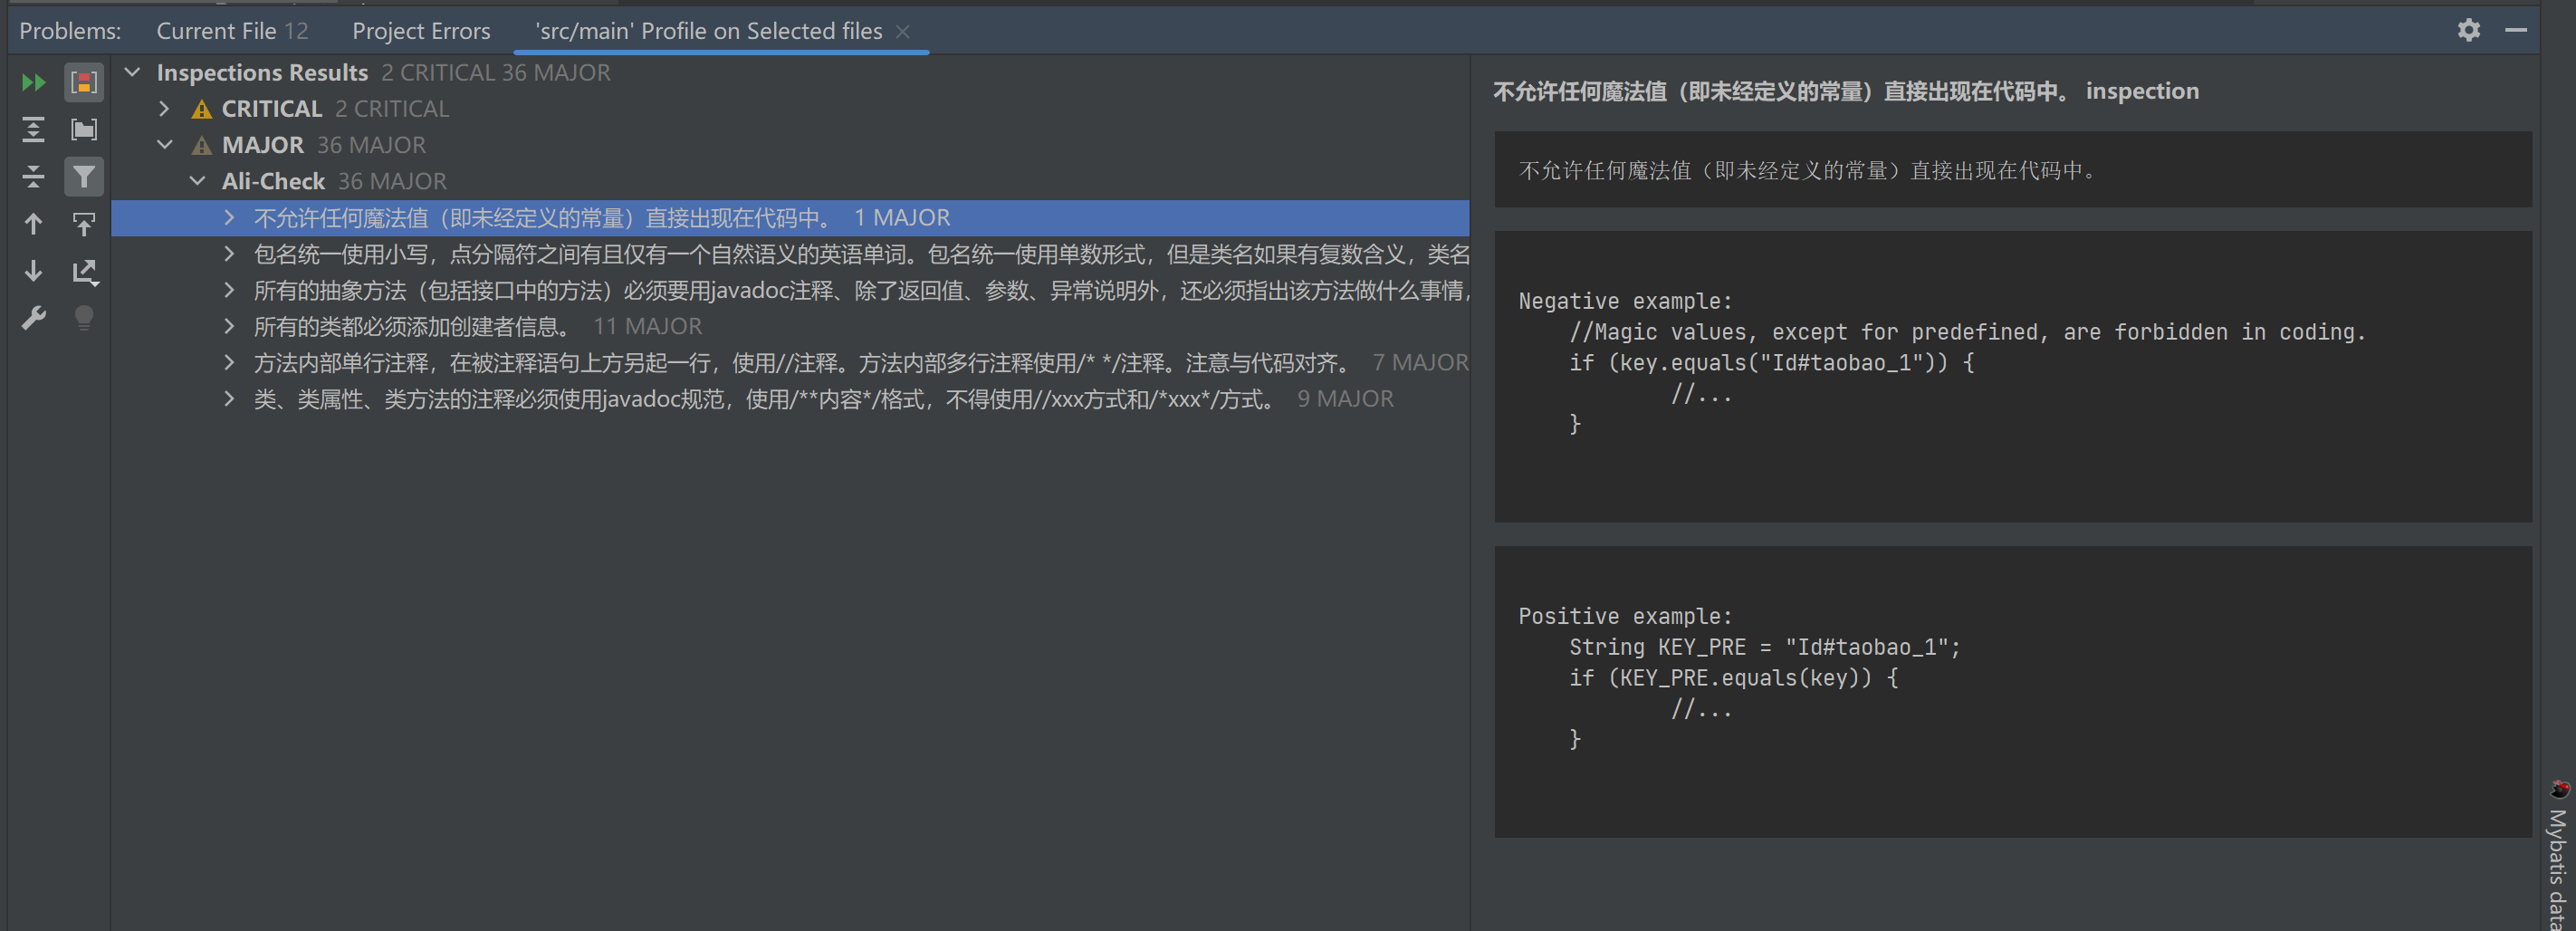 Problems: Current File 12 Project Errors 'src/main' Profile on Selected files
Inspections Results 2 CRITICAL 36 MAJOR
CRITICAL 2 CRITICAL
MAJOR 36 MAJOR
Ali-Check 36 MAJOR
不允许任何魔法值（即未经定义的常量）直接出现在代码中。 1 MAJOR
包名统一使用小写，点分隔符之间有且仅有一个自然语义的英语单词。包名统一使用单数形式，但是类名如果有复数含义，类名
所有的抽象方法（包括接口中的方法）必须要用javadoc注释、除了返回值、参数、异常说明外，还必须指出该方法做什么事情，
所有的类都必须添加创建者信息。 11 MAJOR
方法内部单行注释，在被注释语句上方另起一行，使用//注释。方法内部多行注释使用/* */注释。注意与代码对齐。 7 MAJOR
类、类属性、类方法的注释必须使用javadoc规范，使用/**内容*/格式，不得使用//xxx方式和/*xxx*/方式。 9 MAJOR
不允许任何魔法值（即未经定义的常量）直接出现在代码中。 inspection
不允许任何魔法值（即未经定义的常量）直接出现在代码中。
Negative example:
//Magic values, except for predefined, are forbidden in coding.
if (key.equals("Id#taobao_1")) {
//...
}
Positive example:
String KEY_PRE = "Id#taobao_1";
if (KEY_PRE.equals(key)) {
//...
}
Mybatis data